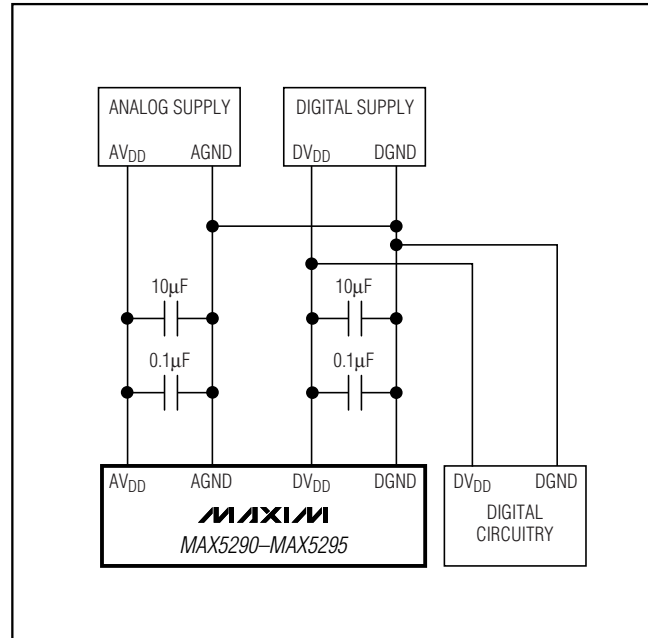 ANALOG SUPPLY
AVDD AGND
DIGITAL SUPPLY
DVDD DGND
10μF
10μF
0.1μF
0.1μF
AVDD AGND DVDD DGND
MAXIM
MAX5290–MAX5295
DVDD DGND
DIGITAL
CIRCUITRY